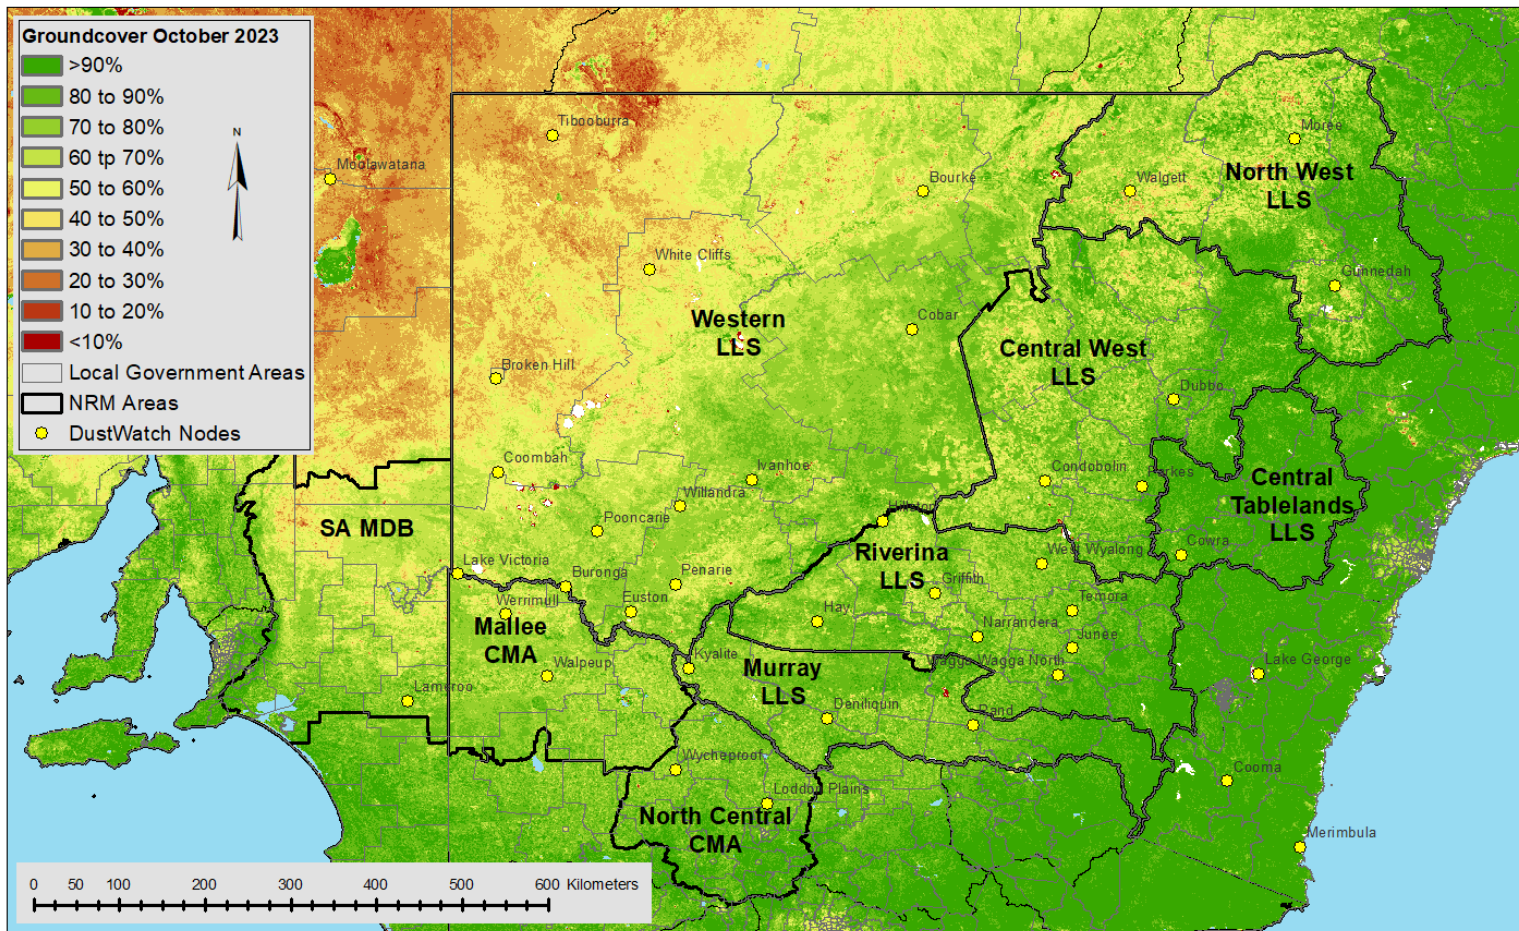 Groundcover October 2023
>90%
80 to 90%
70 to 80%
60 tp 70%
50 to 60%
40 to 50%
30 to 40%
20 to 30%
10 to 20%
<10%
Local Government Areas
NRM Areas
DustWatch Nodes
N
Tibooburra
Moolawatana
Moree
North West
LLS
Bourke
Walgett
White Cliffs
Gunnedah
Western
LLS
Cobar
Central West
LLS
Broken Hill
Dubbo
Coombah
Ivanhoe
Condobolin
Parkes
Central
Tablelands
LLS
Willandra
SA MDB
Pooncarie
Hillston
Riverina
LLS
West Wyalong
Cowra
Lake Victoria
Buronga
Penarie
Griffith
Werrimull
Euston
Hay
Temora
Mallee
CMA
Narrandera
Junee
Walpeup
Kyalite
Murray
LLS
Wagga Wagga North
Lake George
Lameroo
Deniliquin
Rand
Wycheproof
Cooma
Loddon Plains
North Central
CMA
Merimbula
0 50 100 200 300 400 500 600 Kilometers